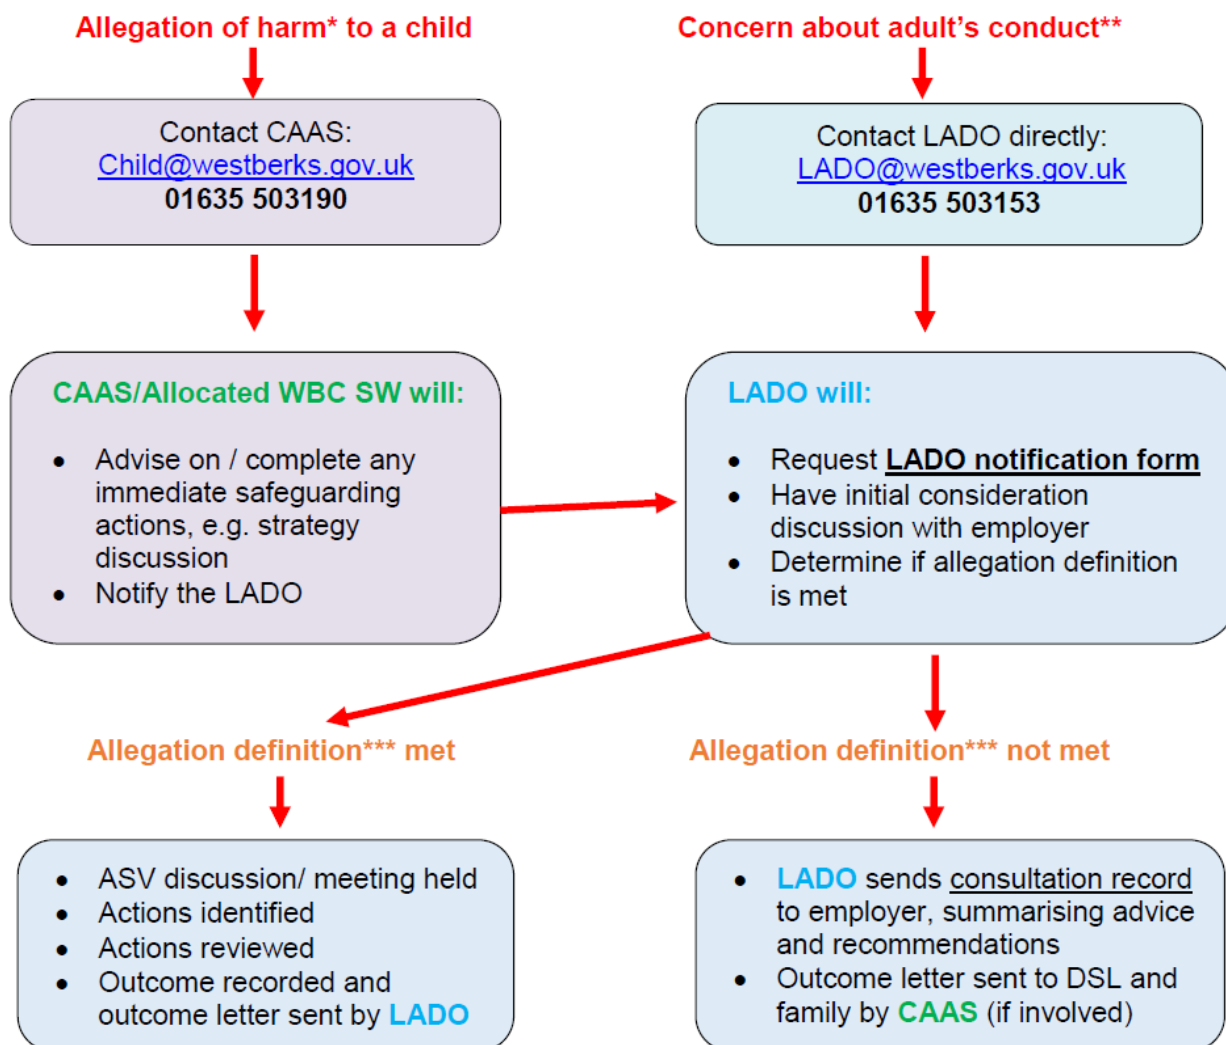 Allegation of harm* to a child
Concern about adult's conduct**
Contact CAAS:
Child@westberks.gov.uk
01635 503190
Contact LADO directly:
LADO@westberks.gov.uk
01635 503153
CAAS/Allocated WBC SW will:
• Advise on / complete any
immediate safeguarding
actions, e.g. strategy
discussion
• Notify the LADO
LADO will:
• Request LADO notification form
• Have initial consideration
discussion with employer
• Determine if allegation definition
is met
Allegation definition*** met
Allegation definition*** not met
• ASV discussion/ meeting held
• Actions identified
• Actions reviewed
• Outcome recorded and
outcome letter sent by LADO
• LADO sends consultation record
to employer, summarising advice
and recommendations
• Outcome letter sent to DSL and
family by CAAS (if involved)